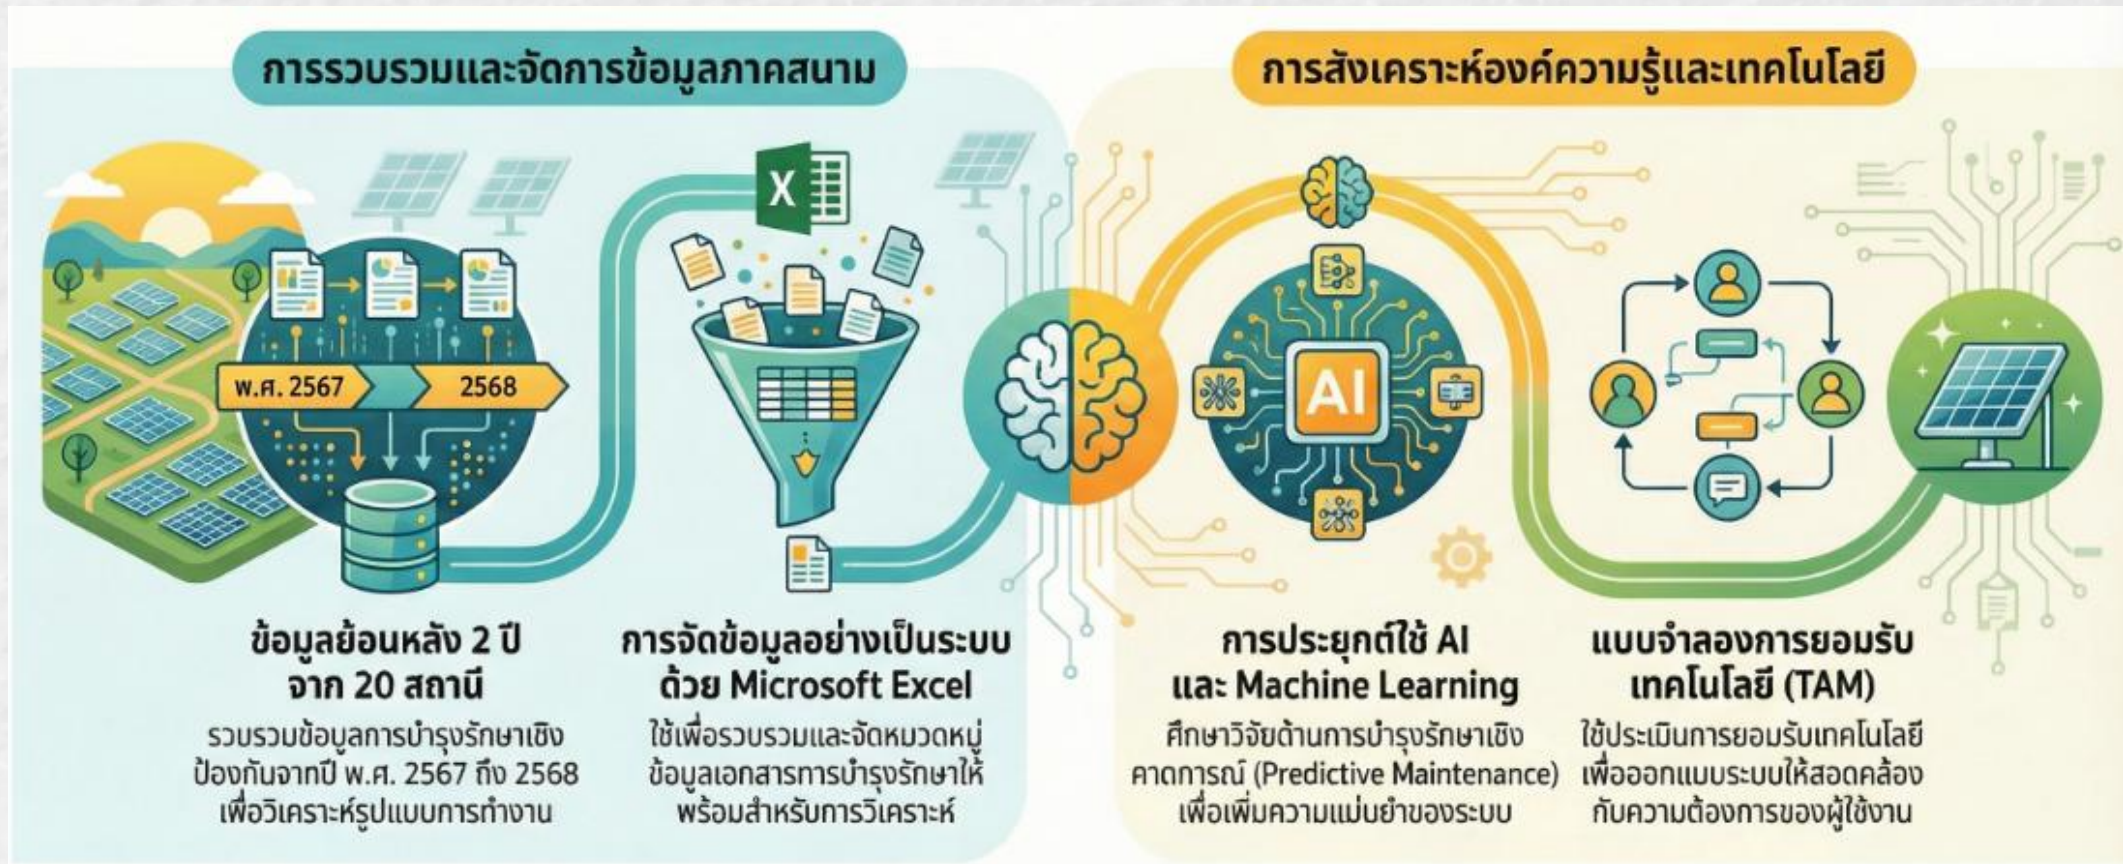 การรวบรวมและจัดการข้อมูลภาคสนาม
การสังเคราะห์องค์ความรู้และเทคโนโลยี
X
พ.ศ. 2567
2568
AI
ข้อมูลย้อนหลัง 2 ปี
จาก 20 สถานี
รวบรวมข้อบูลการบำรุงรักษาเชิง
ป้องกันจากปี พ.ศ. 2567 ถึง 2568
เพื่อวิเคราะห์รูปแบบการทำงาน
การจัดข้อมูลอย่างเป็นระบบ
ด้วย Microsoft Excel
ใช้เพื่อรวบรวมและจัดหมวดหมู่
ข้อบูลเอกสารทารบำรุงรักษาให้
พร้อมสำหรับการวิเคราะห์
การประยุกต์ใช้ AI
และ Machine Learning
ศึกษาวิจัยด้านการบำรุงรักษาเชิง
คาดการณ์ (Predictive Maintenance)
เพื่อเพิ่มความแม่นยำของระบบ
แบบจำลองการยอมรับ
เทคโนโลยี (TAM)
ใช้ประเมินการยอมรับเทคโนโลยี
เพื่อออกแบบระบบให้สอดคล้อง
กับความต้องการของผู้ใช้งาน